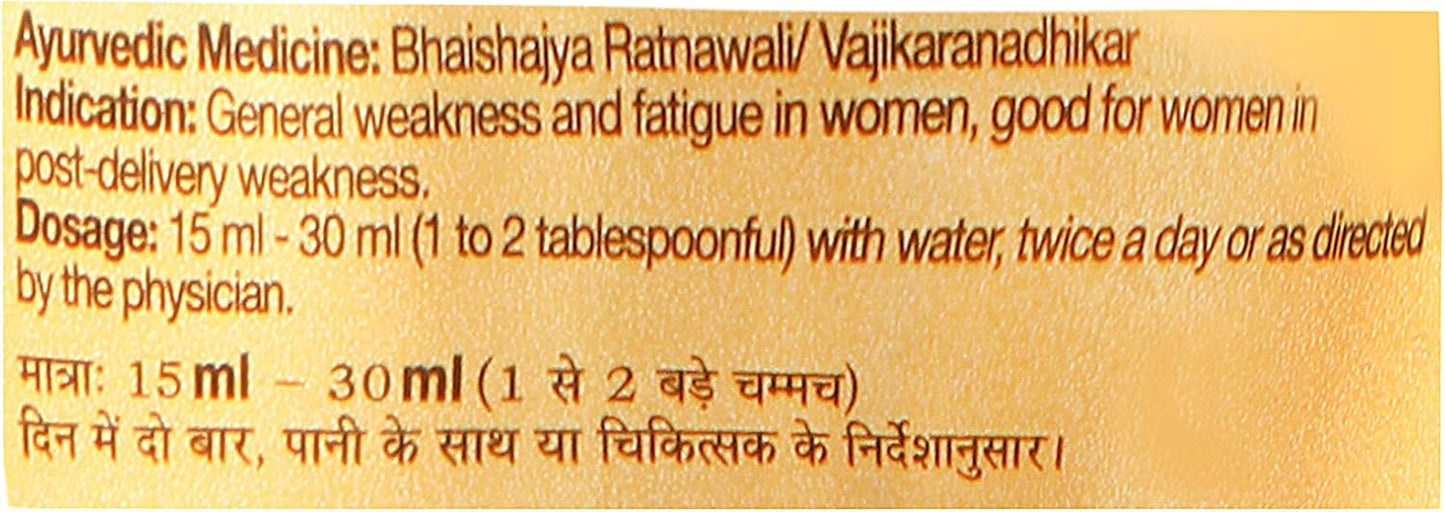 Ayurvedic Medicine: Bhaishajya Ratnawali/ Vajikaranadhikar
Indication: General weakness and fatigue in women, good for women in
post-delivery weakness.
Dosage: 15 ml - 30 ml (1 to 2 tablespoonful) with water, twice a day or as directed
by the physician.
मात्रा: 15 ml – 30 ml (1 से 2 बड़े चम्मच)
दिन में दो बार, पानी के साथ या चिकित्सक के निर्देशानुसार।